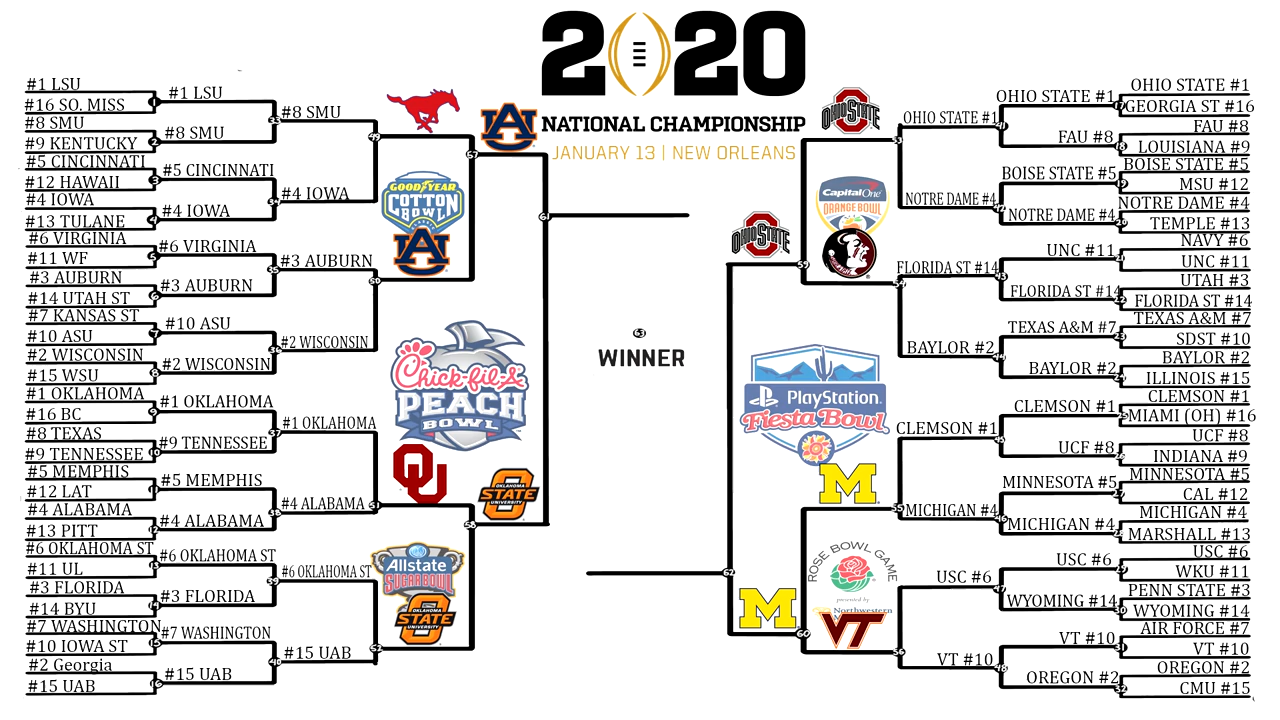 2020
NATIONAL CHAMPIONSHIP
JANUARY 13 | NEW ORLEANS
#1 LSU
#16 SO. MISS
#8 SMU
#9 KENTUCKY
#5 CINCINNATI
#12 HAWAII
#4 IOWA
#13 TULANE
#6 VIRGINIA
#11 WF
#3 AUBURN
#14 UTAH ST
#7 KANSAS ST
#10 ASU
#2 WISCONSIN
#15 WSU
#1 OKLAHOMA
#16 BC
#8 TEXAS
#9 TENNESSEE
#5 MEMPHIS
#12 LAT
#4 ALABAMA
#13 PITT
#6 OKLAHOMA ST
#11 UL
#3 FLORIDA
#14 BYU
#7 WASHINGTON
#10 IOWA ST
#2 Georgia
#15 UAB
#1 LSU
#8 SMU
#5 CINCINNATI
#4 IOWA
#6 VIRGINIA
#3 AUBURN
#10 ASU
#2 WISCONSIN
#1 OKLAHOMA
#9 TENNESSEE
#5 MEMPHIS
#4 ALABAMA
#6 OKLAHOMA ST
#3 FLORIDA
#7 WASHINGTON
#15 UAB
#8 SMU
#4 IOWA
#3 AUBURN
#2 WISCONSIN
#1 OKLAHOMA
#4 ALABAMA
#6 OKLAHOMA ST
#15 UAB
GOODYEAR
COTTON
BOWL
AU
AU
Chick-fil-A
PEACH
BOWL
OU
OKLAHOMA
STATE
UNIVERSITY
Allstate
SUGAR BOWL
OKLAHOMA
STATE
UNIVERSITY
63
WINNER
OHIO STATE
OHIO STATE
Capital One
ORANGE BOWL
PlayStation
Fiesta Bowl
M
ROSE BOWL GAME
presented by
Northwestern
M
VT
OHIO STATE #1
NOTRE DAME #4
FLORIDA ST #14
BAYLOR #2
CLEMSON #1
MICHIGAN #4
USC #6
VT #10
OHIO STATE #1
FAU #8
BOISE STATE #5
NOTRE DAME #4
UNC #11
FLORIDA ST #14
TEXAS A&M #7
BAYLOR #2
CLEMSON #1
UCF #8
MINNESOTA #5
MICHIGAN #4
USC #6
WYOMING #14
VT #10
OREGON #2
OHIO STATE #1
GEORGIA ST #16
FAU #8
LOUISIANA #9
BOISE STATE #5
MSU #12
NOTRE DAME #4
TEMPLE #13
NAVY #6
UNC #11
UTAH #3
FLORIDA ST #14
TEXAS A&M #7
SDST #10
BAYLOR #2
ILLINOIS #15
CLEMSON #1
MIAMI (OH) #16
UCF #8
INDIANA #9
MINNESOTA #5
CAL #12
MICHIGAN #4
MARSHALL #13
USC #6
WKU #11
PENN STATE #3
WYOMING #14
AIR FORCE #7
VT #10
OREGON #2
CMU #15